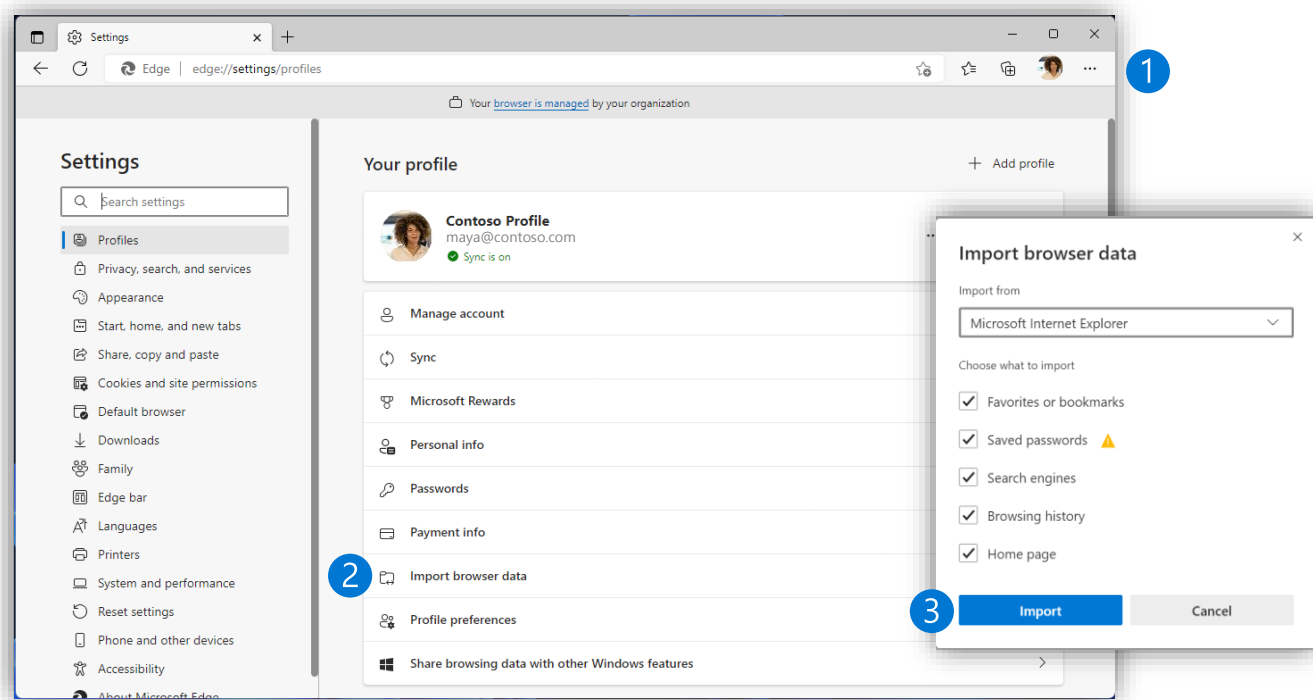 Settings
Edge | edge://settings/profiles
1
Your browser is managed by your organization
Settings
Search settings
Profiles
Privacy, search, and services
Appearance
Start, home, and new tabs
Share, copy and paste
Cookies and site permissions
Default browser
Downloads
Family
Edge bar
Languages
Printers
System and performance
Reset settings
Phone and other devices
Accessibility
About Microsoft Edge
Your profile
Add profile
Contoso Profile
maya@contoso.com
Sync is on
Manage account
Sync
Microsoft Rewards
Personal info
Passwords
Payment info
2
Import browser data
Profile preferences
Share browsing data with other Windows features
Import browser data
Import from
Microsoft Internet Explorer
Choose what to import
Favorites or bookmarks
Saved passwords
Search engines
Browsing history
Home page
3
Import
Cancel